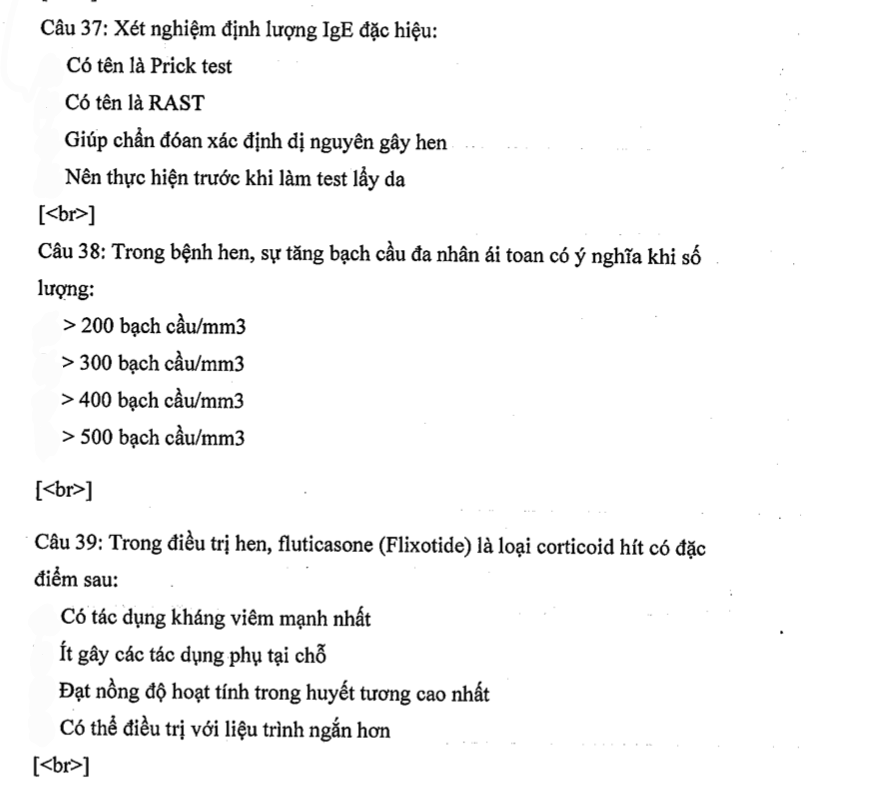 Câu 37: Xét nghiệm định lượng IgE đặc hiệu:
Có tên là Prick test
Có tên là RAST
Giúp chẩn đóan xác định dị nguyên gây hen
Nên thực hiện trước khi làm test lẩy da
[<br>]
Câu 38: Trong bệnh hen, sự tăng bạch cầu đa nhân ái toan có ý nghĩa khi số
lượng:
> 200 bạch cầu/mm3
> 300 bạch cầu/mm3
> 400 bạch cầu/mm3
> 500 bạch cầu/mm3
[<br>]
Câu 39: Trong điều trị hen, fluticasone (Flixotide) là loại corticoid hít có đặc
điểm sau:
Có tác dụng kháng viêm mạnh nhất
Ít gây các tác dụng phụ tại chỗ
Đạt nồng độ hoạt tính trong huyết tương cao nhất
Có thể điều trị với liệu trình ngắn hơn
[<br>]